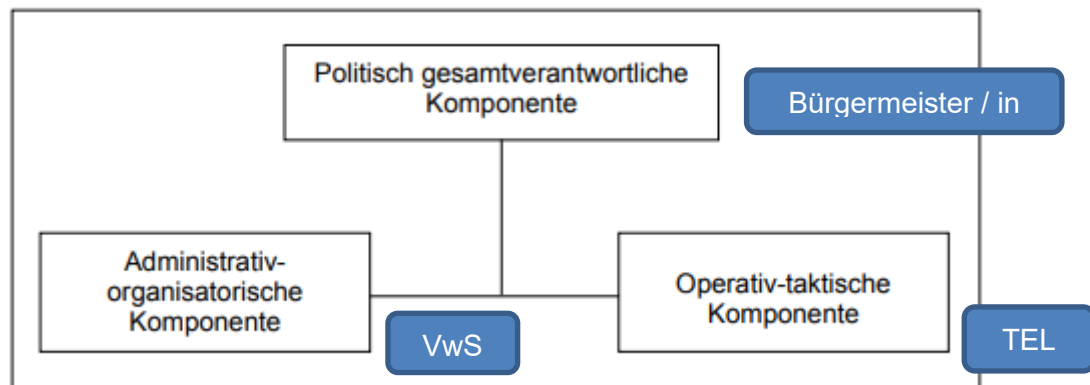 Politisch gesamtverantwortliche
Komponente
Bürgermeister / in
Administrativ-
organisatorische
Komponente
VwS
Operativ-taktische
Komponente
TEL